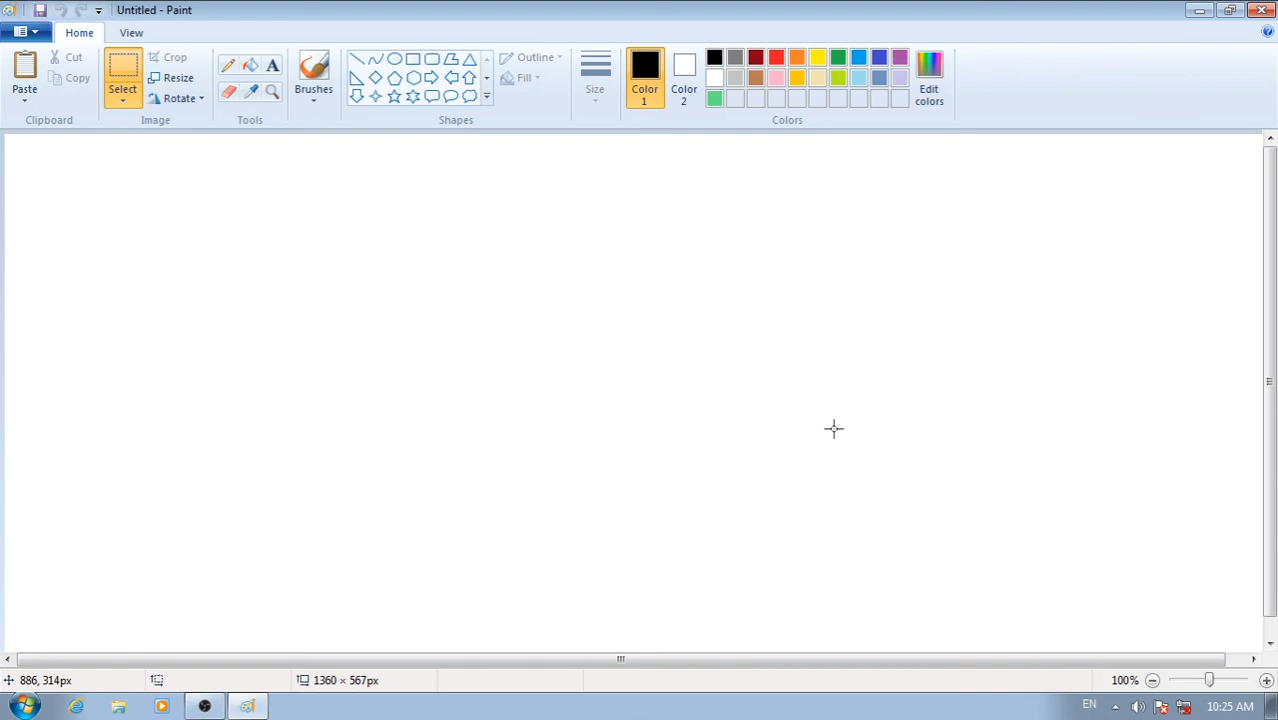 Untitled - Paint
Home View
Paste
Cut
Copy
Clipboard
Select
Crop
Resize
Rotate
Image
A
Tools
Brushes
Shapes
Outline
Fill
Size
Color 1
Color 2
Edit colors
Colors
886, 314px
1360 × 567px
100%
EN
10:25 AM